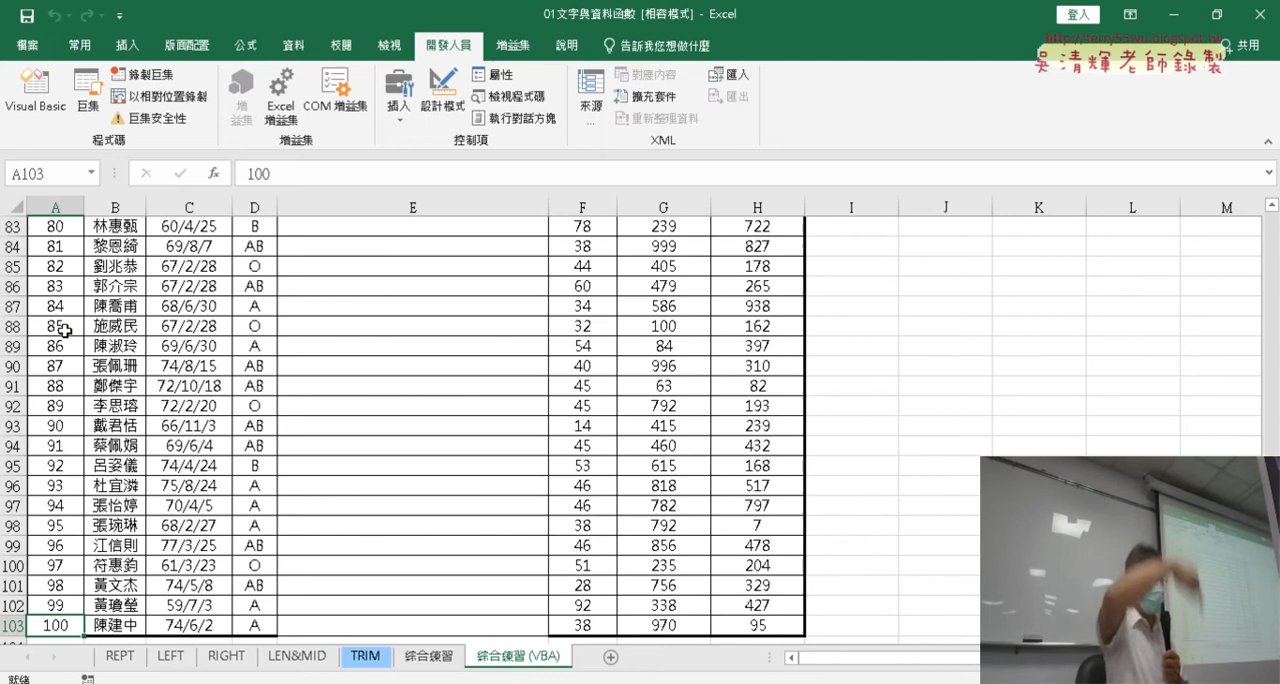 01文字與資料函數 [相容模式] - Excel
登入
http://terry55wu.blogspot.tw
吳清輝老師錄製
檔案 常用 插入 版面配置 公式 資料 校閱 檢視 開發人員 增益集 說明 告訴我您想做什麼 共用
Visual Basic 巨集 錄製巨集 以相對位置錄製 巨集安全性
增益集 Excel 增益集 COM 增益集
插入 設計模式 屬性 檢視程式碼 執行對話方塊
來源... 對應內容 擴充套件 重新整理資料 匯入 匯出
程式碼 增益集 控制項 XML
A103 fx 100
A B C D E F G H I J K L M
83 80 林惠甄 60/4/25 B 78 239 722
84 81 黎恩綺 69/8/7 AB 38 999 827
85 82 劉兆恭 67/2/28 O 44 405 178
86 83 郭介宗 67/2/28 AB 60 479 265
87 84 陳喬甫 68/6/30 A 34 586 938
88 85 施威民 67/2/28 O 32 100 162
89 86 陳淑玲 69/6/30 A 54 84 397
90 87 張佩珊 74/8/15 AB 40 996 310
91 88 鄭傑宇 72/10/18 AB 45 63 82
92 89 李思瑢 72/2/20 O 45 792 193
93 90 戴君恬 66/11/3 AB 14 415 239
94 91 蔡佩娟 69/6/4 AB 45 460 432
95 92 呂姿儀 74/4/24 B 53 615 168
96 93 杜宜潾 75/8/24 A 46 818 517
97 94 張怡婷 70/4/5 A 46 782 797
98 95 張琬琳 68/2/27 A 38 792 7
99 96 江信則 77/3/25 AB 46 856 478
100 97 符惠鈞 61/3/23 O 51 235 204
101 98 黃文杰 74/5/8 AB 28 756 329
102 99 黃瓊瑩 59/7/3 A 92 338 427
103 100 陳建中 74/6/2 A 38 970 95
REPT LEFT RIGHT LEN&MID TRIM 綜合練習 綜合練習 (VBA)
就緒